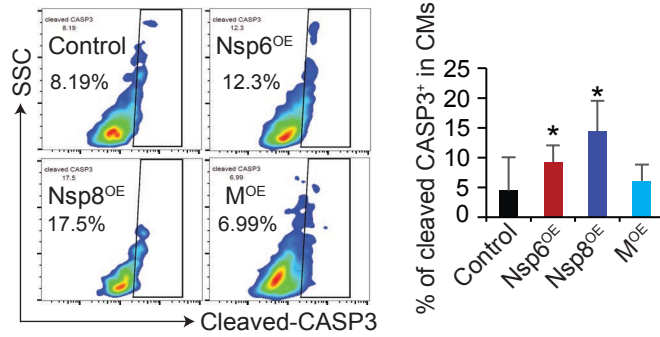 cleaved CASP3
8.19
Control
8.19%
cleaved CASP3
12.3
Nsp6OE
12.3%
cleaved CASP3
17.5
Nsp8OE
17.5%
cleaved CASP3
6.99
MOE
6.99%
SSC
Cleaved-CASP3
% of cleaved CASP3+ in CMs
25
20
15
10
5
0
*
*
Control
Nsp6OE
Nsp8OE
MOE